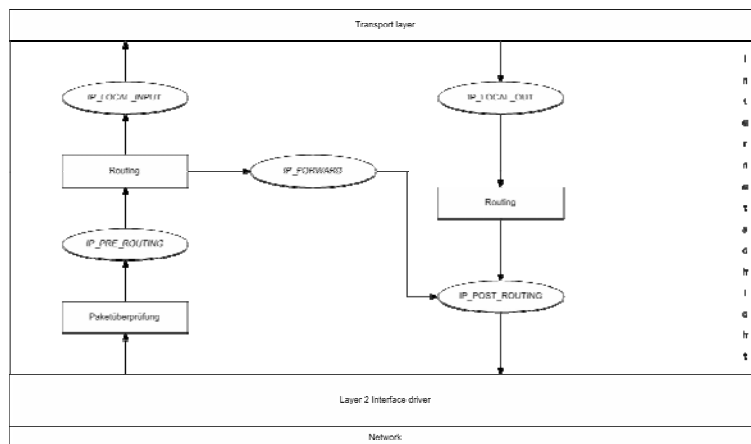 Transport layer
IP_LOCAL_INPUT
IP_LOCAL_OUT
Routing
IP_FORWARD
Routing
IP_PRE_ROUTING
IP_POST_ROUTING
Paketüberprüfung
Layer 2 Interface driver
Network